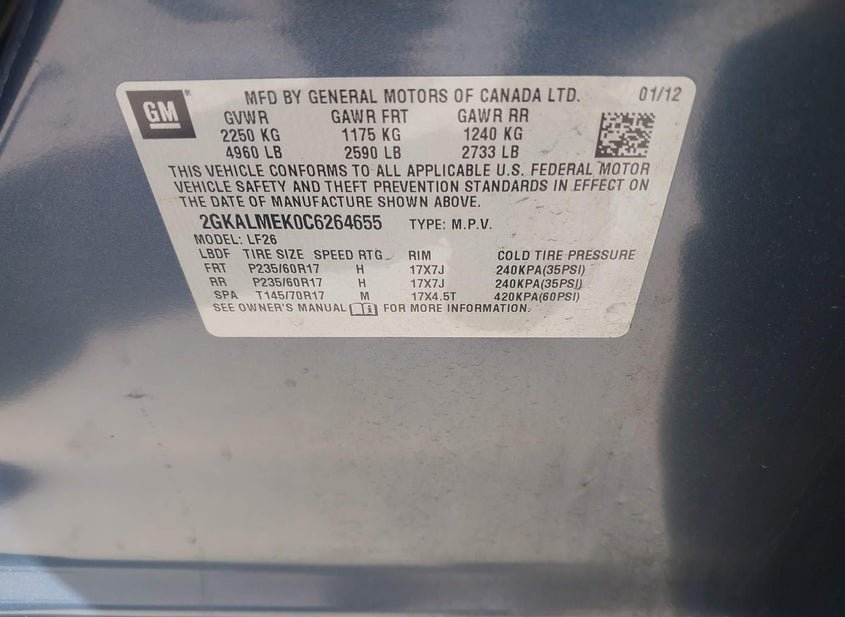 GM
MFD BY GENERAL MOTORS OF CANADA LTD. 01/12
GVWR GAWR FRT GAWR RR
2250 KG 1175 KG 1240 KG
4960 LB 2590 LB 2733 LB
THIS VEHICLE CONFORMS TO ALL APPLICABLE U.S. FEDERAL MOTOR
VEHICLE SAFETY AND THEFT PREVENTION STANDARDS IN EFFECT ON
THE DATE OF MANUFACTURE SHOWN ABOVE.
2GKALMEK0C6264655 TYPE: M.P.V.
MODEL: LF26
LBDF TIRE SIZE SPEED RTG RIM COLD TIRE PRESSURE
FRT P235/60R17 H 17X7J 240KPA(35PSI)
RR P235/60R17 H 17X7J 240KPA(35PSI)
SPA T145/70R17 M 17X4.5T 420KPA(60PSI)
SEE OWNER'S MANUAL FOR MORE INFORMATION.